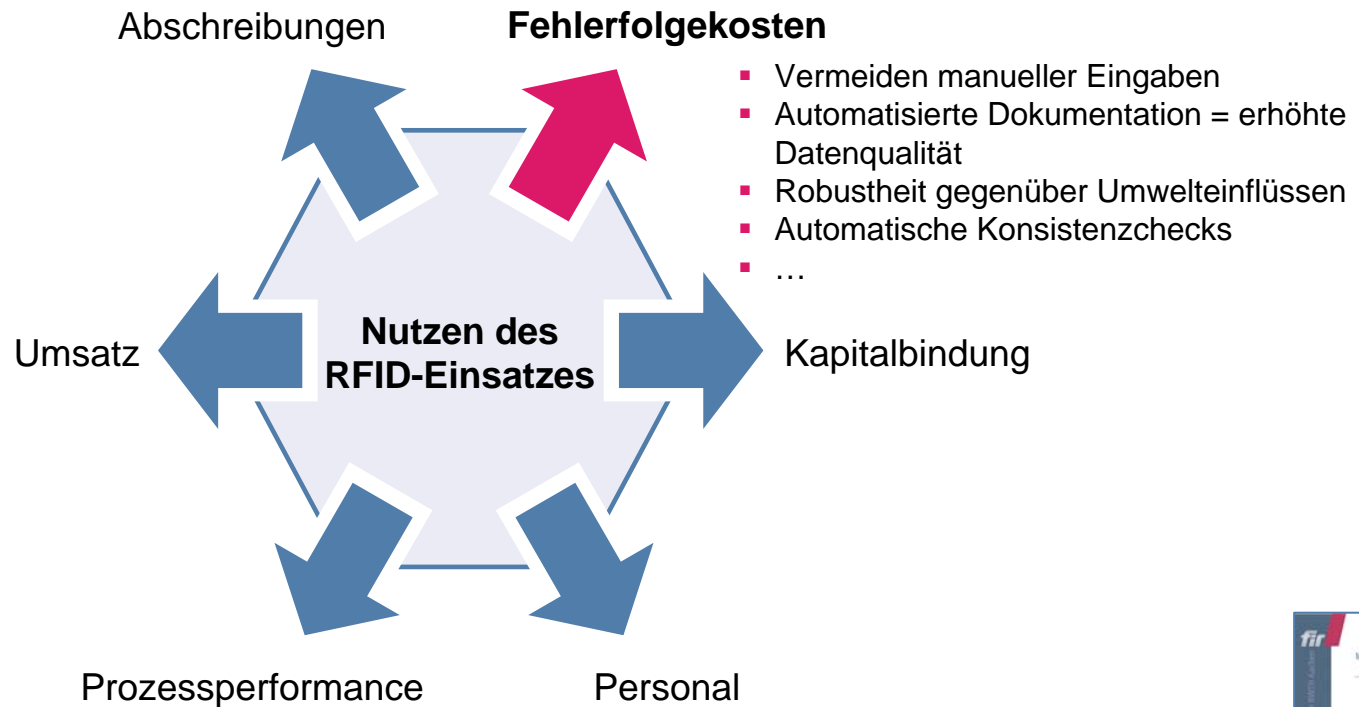 Abschreibungen
Fehlerfolgekosten
▪ Vermeiden manueller Eingaben
▪ Automatisierte Dokumentation = erhöhte
Datenqualität
▪ Robustheit gegenüber Umwelteinflüssen
▪ Automatische Konsistenzchecks
▪ …
Umsatz
Nutzen des
RFID-Einsatzes
Kapitalbindung
Prozessperformance
Personal
fir